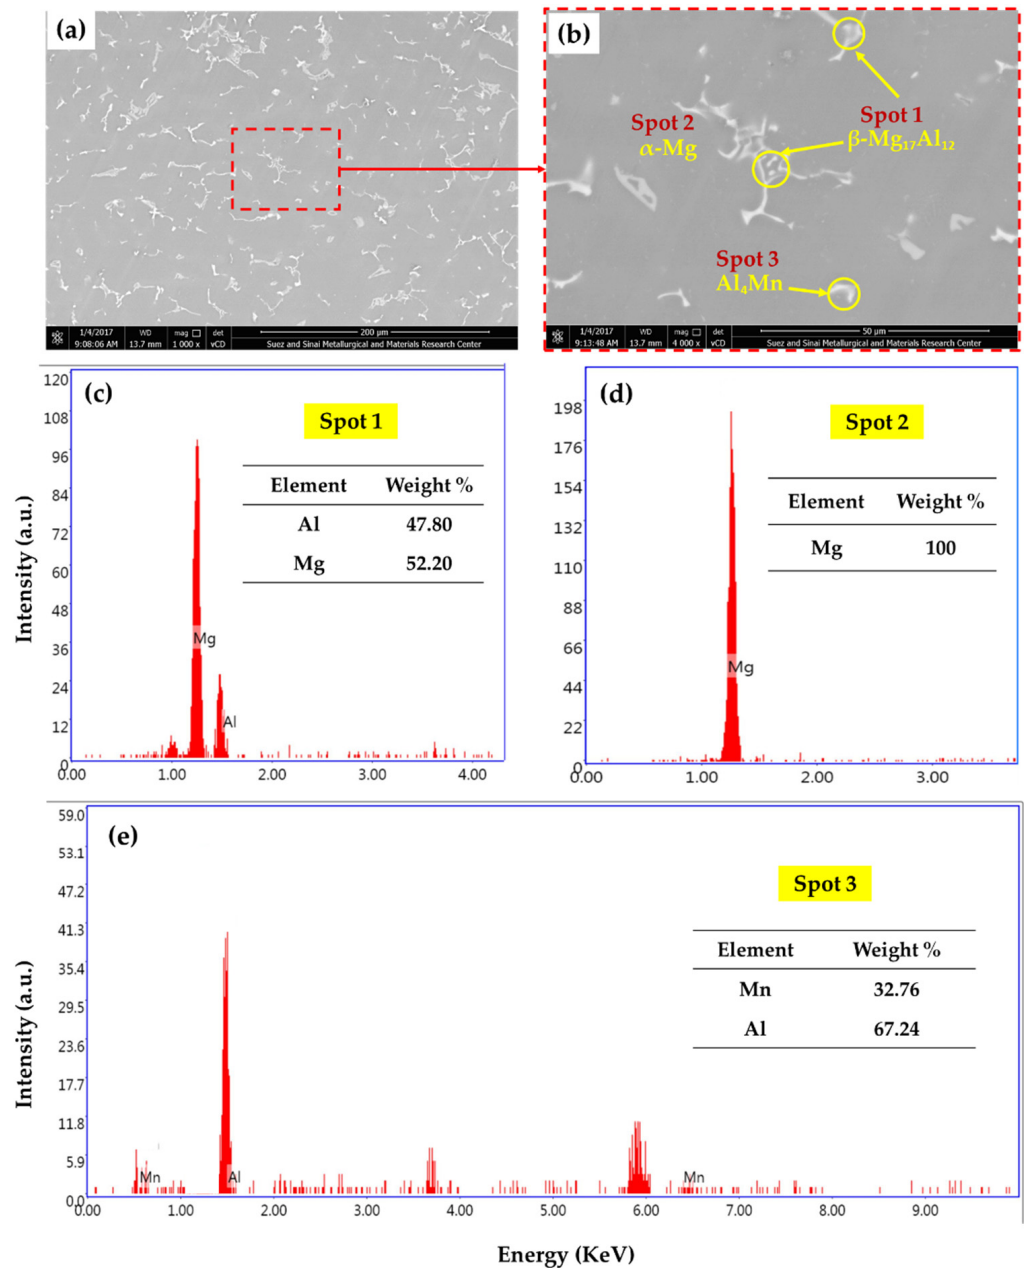 (a)
1/4/2017 WD mag □ det 200 µm
9:08:06 AM 13.7 mm 1 000 x vCD Suez and Sinai Metallurgical and Materials Research Center
(b)
Spot 1
β-Mg₁₇Al₁₂
Spot 2
α-Mg
Spot 3
Al₄Mn
1/4/2017 WD mag □ det 50 µm
9:13:48 AM 13.7 mm 4 000 x vCD Suez and Sinai Metallurgical and Materials Research Center
Intensity (a.u.)
(c)
Spot 1
Element Weight %
Al 47.80
Mg 52.20
120
108
96
84
72
60
48
36
24
12
0
Mg
Al
0.00 1.00 2.00 3.00 4.00
(d)
Spot 2
Element Weight %
Mg 100
198
176
154
132
110
88
66
44
22
0
Mg
0.00 1.00 2.00 3.00
Intensity (a.u.)
(e)
Spot 3
Element Weight %
Mn 32.76
Al 67.24
59.0
53.1
47.2
41.3
35.4
29.5
23.6
17.7
11.8
5.9
0.0
Mn
Al
Mn
0.00 1.00 2.00 3.00 4.00 5.00 6.00 7.00 8.00 9.00
Energy (KeV)